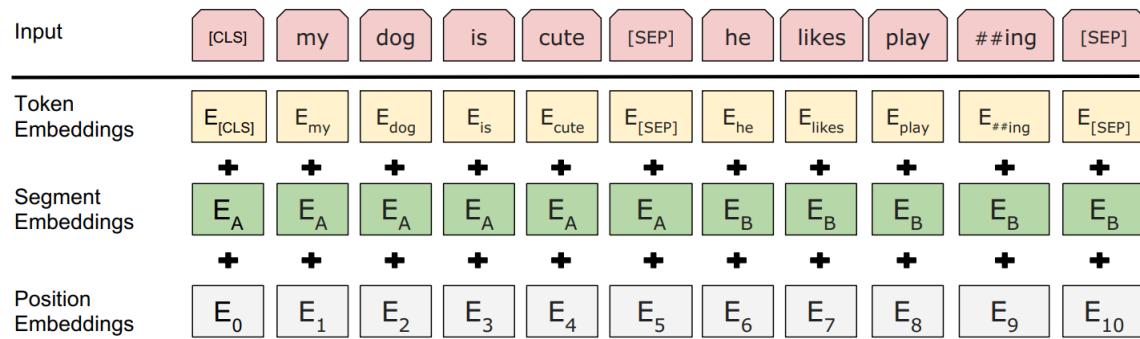 Input [CLS] my dog is cute [SEP] he likes play ##ing [SEP]
Token Embeddings E[CLS] Emy Edog Eis Ecute E[SEP] Ehe Elikes Eplay E##ing E[SEP]
+ + + + + + + + + + +
Segment Embeddings EA EA EA EA EA EA EB EB EB EB EB
+ + + + + + + + + + +
Position Embeddings E0 E1 E2 E3 E4 E5 E6 E7 E8 E9 E10